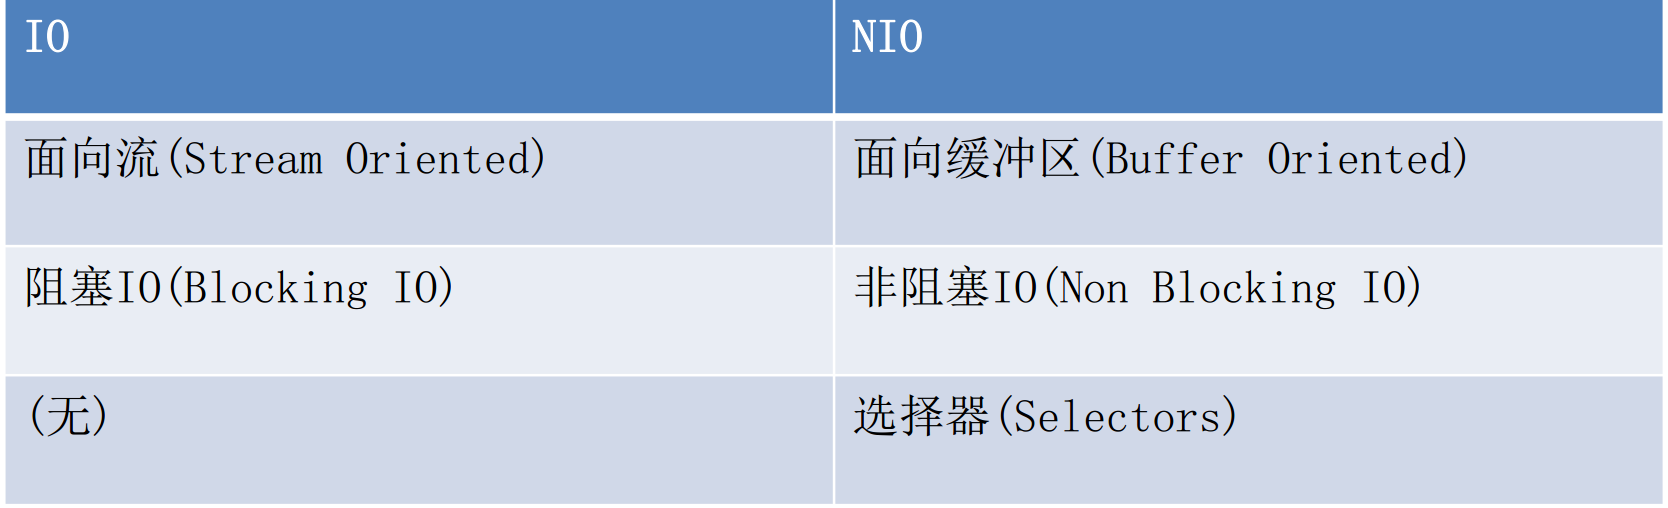 IO
NIO
面向流(Stream Oriented)
面向缓冲区(Buffer Oriented)
阻塞IO(Blocking IO)
非阻塞IO(Non Blocking IO)
(无)
选择器(Selectors)